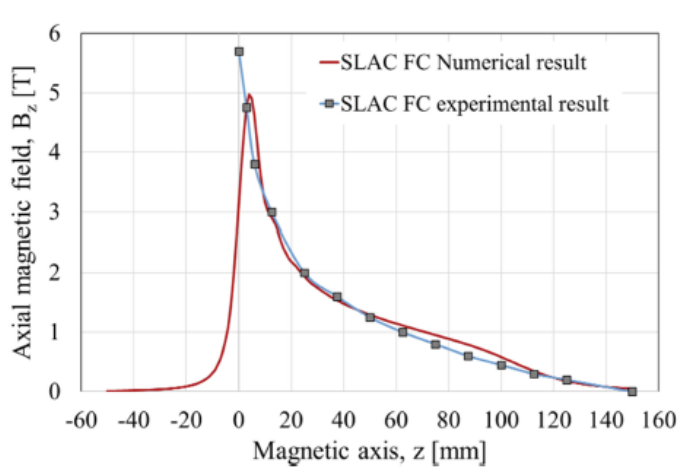 6
5
4
3
2
1
0
Axial magnetic field, B_z [T]
SLAC FC Numerical result
SLAC FC experimental result
-60 -40 -20 0 20 40 60 80 100 120 140 160
Magnetic axis, z [mm]